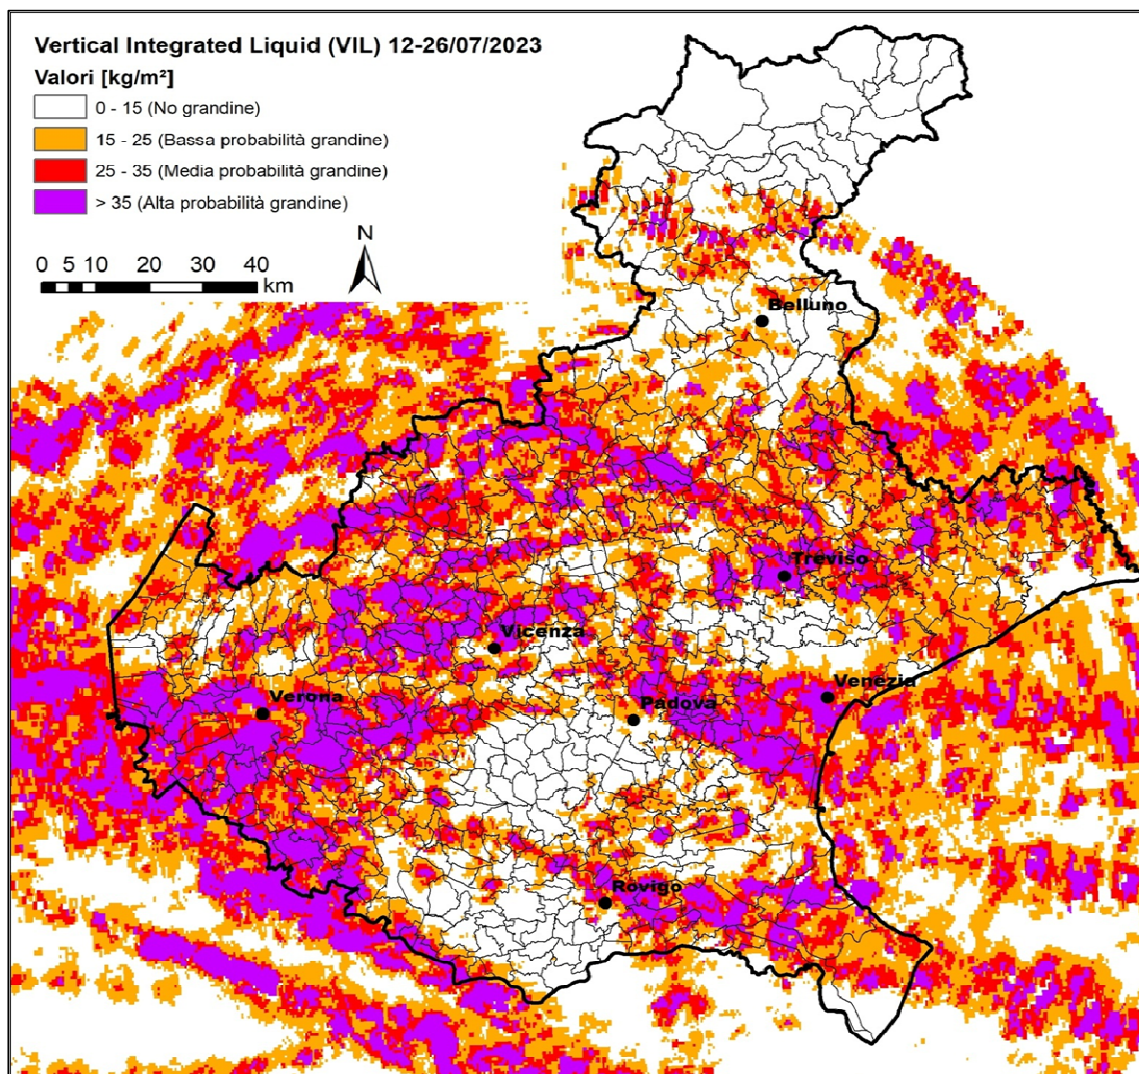 Vertical Integrated Liquid (VIL) 12-26/07/2023
Valori [kg/m²]
0 - 15 (No grandine)
15 - 25 (Bassa probabilità grandine)
25 - 35 (Media probabilità grandine)
> 35 (Alta probabilità grandine)
N
0 5 10 20 30 40
km
Belluno
Treviso
Vicenza
Venezia
Verona
Padova
Rovigo